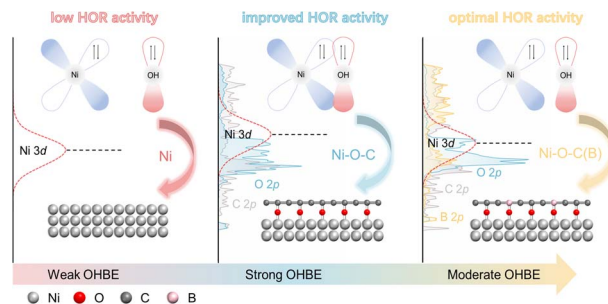 low HOR activity
improved HOR activity
optimal HOR activity
Ni
OH
Ni
OH
Ni
OH
Ni 3d
Ni
Ni 3d
Ni-O-C
O 2p
C 2p
Ni 3d
Ni-O-C(B)
O 2p
C 2p
B 2p
Weak OHBE
Strong OHBE
Moderate OHBE
Ni
O
C
B